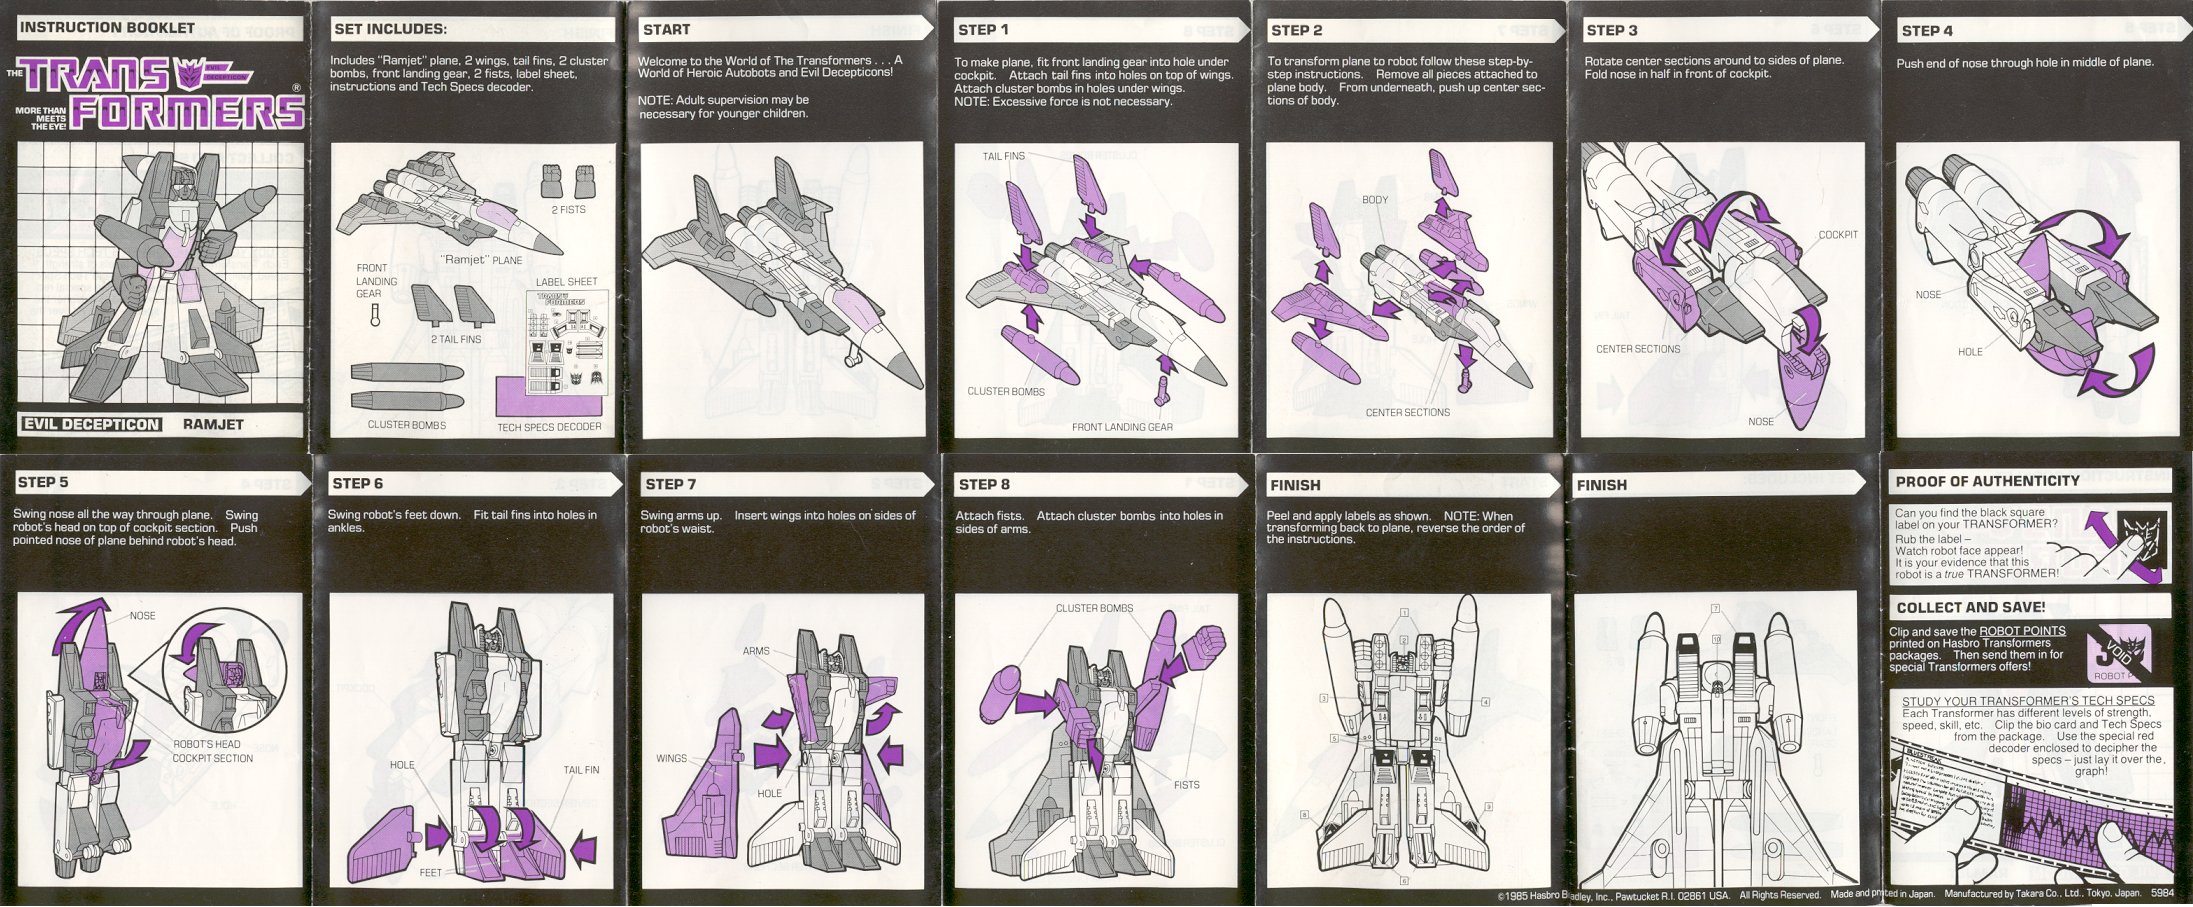 INSTRUCTION BOOKLET
THE TRANSFORMERS
EVIL
DECEPTICON
®
MORE THAN
MEETS
THE EYE!
EVIL DECEPTICON RAMJET
SET INCLUDES:
Includes "Ramjet" plane, 2 wings, tail fins, 2 cluster
bombs, front landing gear, 2 fists, label sheet,
instructions and Tech Specs decoder.
2 FISTS
"Ramjet" PLANE
FRONT
LANDING
GEAR
LABEL SHEET
TRANSFORMERS
2 TAIL FINS
CLUSTER BOMBS
TECH SPECS DECODER
START
Welcome to the World of The Transformers . . . A
World of Heroic Autobots and Evil Decepticons!
NOTE: Adult supervision may be
necessary for younger children.
STEP 1
To make plane, fit front landing gear into hole under
cockpit. Attach tail fins into holes on top of wings.
Attach cluster bombs in holes under wings.
NOTE: Excessive force is not necessary.
TAIL FINS
CLUSTER BOMBS
FRONT LANDING GEAR
STEP 2
To transform plane to robot follow these step-by-
step instructions. Remove all pieces attached to
plane body. From underneath, push up center sec-
tions of body.
BODY
CENTER SECTIONS
STEP 3
Rotate center sections around to sides of plane.
Fold nose in half in front of cockpit.
COCKPIT
CENTER SECTIONS
NOSE
STEP 4
Push end of nose through hole in middle of plane.
NOSE
HOLE
STEP 5
Swing nose all the way through plane. Swing
robot's head on top of cockpit section. Push
pointed nose of plane behind robot's head.
NOSE
ROBOT'S HEAD
COCKPIT SECTION
STEP 6
Swing robot's feet down. Fit tail fins into holes in
ankles.
HOLE
TAIL FIN
FEET
STEP 7
Swing arms up. Insert wings into holes on sides of
robot's waist.
ARMS
WINGS
HOLE
STEP 8
Attach fists. Attach cluster bombs into holes in
sides of arms.
CLUSTER BOMBS
FISTS
FINISH
Peel and apply labels as shown. NOTE: When
transforming back to plane, reverse the order of
the instructions.
1
2
3
4
5
8
9
6
FINISH
7
10
©1985 Hasbro Bradley, Inc., Pawtucket R.I. 02861 USA. All Rights Reserved. Made and printed in Japan. Manufactured by Takara Co., Ltd., Tokyo, Japan. 5984
PROOF OF AUTHENTICITY
Can you find the black square
label on your TRANSFORMER?
Rub the label –
Watch robot face appear!
It is your evidence that this
robot is a true TRANSFORMER!
COLLECT AND SAVE!
Clip and save the ROBOT POINTS
printed on Hasbro Transformers
packages. Then send them in for
special Transformers offers!
VOID
ROBOT P
STUDY YOUR TRANSFORMER'S TECH SPECS
Each Transformer has different levels of strength,
speed, skill, etc. Clip the bio card and Tech Specs
from the package. Use the special red
decoder enclosed to decipher the
specs – just lay it over the
graph!
BLUESTREAK